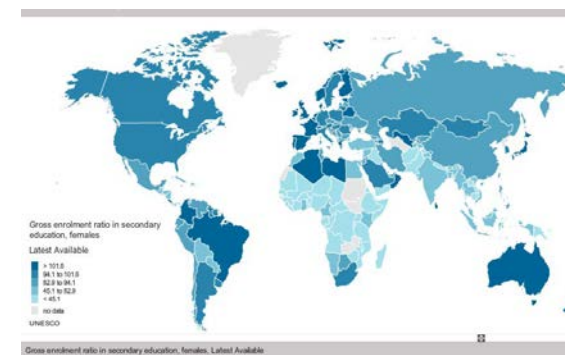 Gross enrolment ratio in secondary
education, females
Latest Available
> 101.6
94.1 to 101.6
82.9 to 94.1
45.1 to 82.9
< 45.1
no data
UNESCO
Gross enrolment ratio in secondary education, females, Latest Available